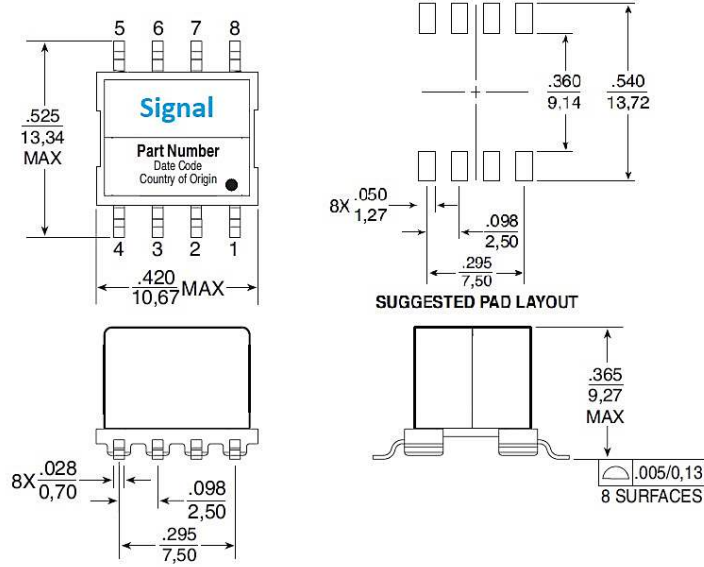 5 6 7 8
.525
13,34
MAX
Signal
Part Number
Date Code
Country of Origin
4 3 2 1
.420
10,67 MAX
.360
9,14
.540
13,72
8X .050
1,27
.098
2,50
.295
7,50
SUGGESTED PAD LAYOUT
8X .028
0,70
.098
2,50
.295
7,50
.365
9,27
MAX
.005/0,13
8 SURFACES